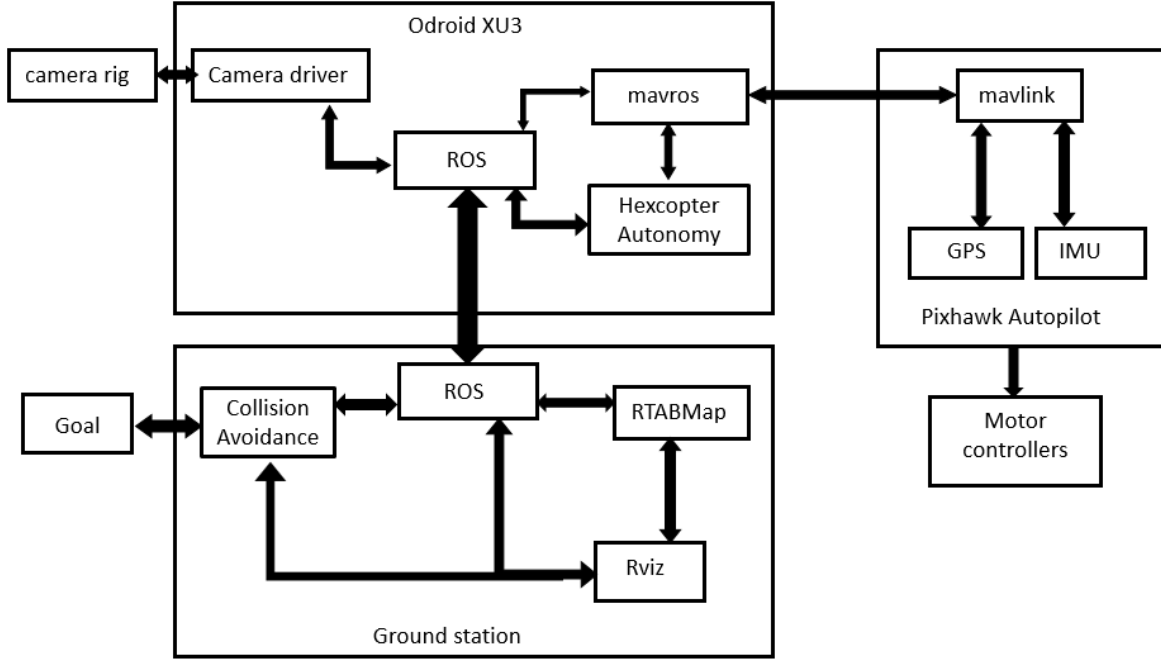 Odroid XU3
camera rig
Camera driver
mavros
mavlink
ROS
Hexcopter
Autonomy
GPS
IMU
Pixhawk Autopilot
ROS
Collision
Avoidance
RTABMap
Goal
Motor
controllers
Rviz
Ground station